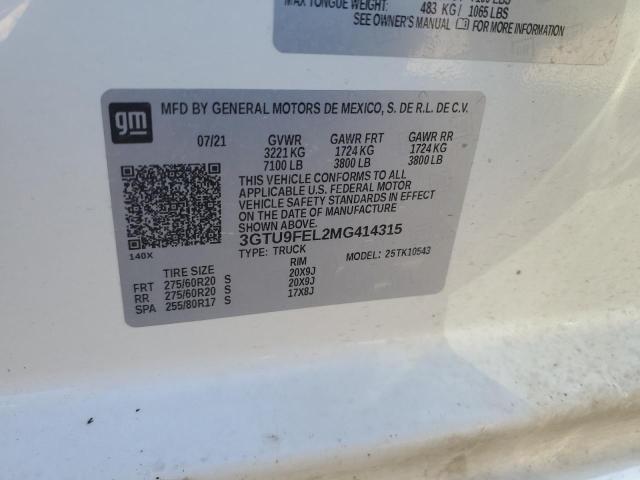 MAX TONGUE WEIGHT: 483 KG / 1065 LBS
SEE OWNER'S MANUAL FOR MORE INFORMATION
gm
MFD BY GENERAL MOTORS DE MEXICO, S. DE R.L. DE C.V.
07/21 GVWR GAWR FRT GAWR RR
3221 KG 1724 KG 1724 KG
7100 LB 3800 LB 3800 LB
THIS VEHICLE CONFORMS TO ALL
APPLICABLE U.S. FEDERAL MOTOR
VEHICLE SAFETY STANDARDS IN EFFECT
ON THE DATE OF MANUFACTURE
SHOWN ABOVE.
3GTU9FEL2MG414315
140X TYPE: TRUCK MODEL: 25TK10543
TIRE SIZE RIM
FRT 275/60R20 S 20X9J
RR 275/60R20 S 20X9J
SPA 255/80R17 S 17X8J